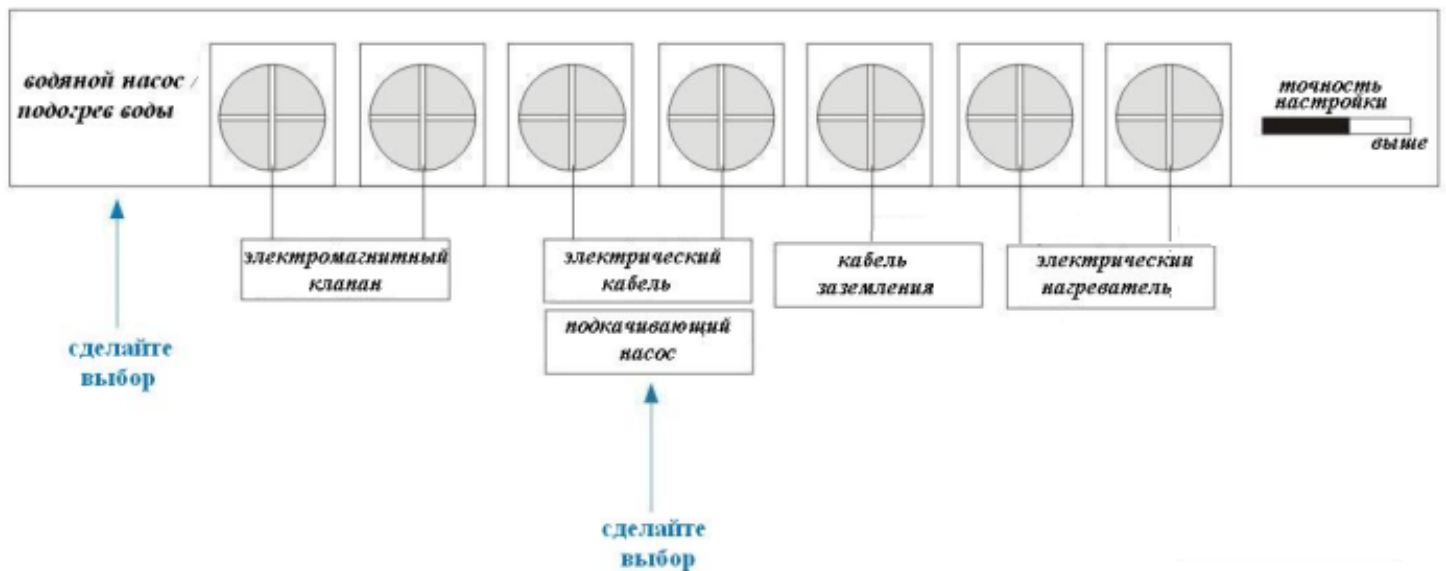 водяной насос /
подогрев воды
точность
настройки
выше
электромагнитный
клапан
электрический
кабель
кабель
заземления
электрический
нагреватель
подкачивающий
насос
сделайте
выбор
сделайте
выбор